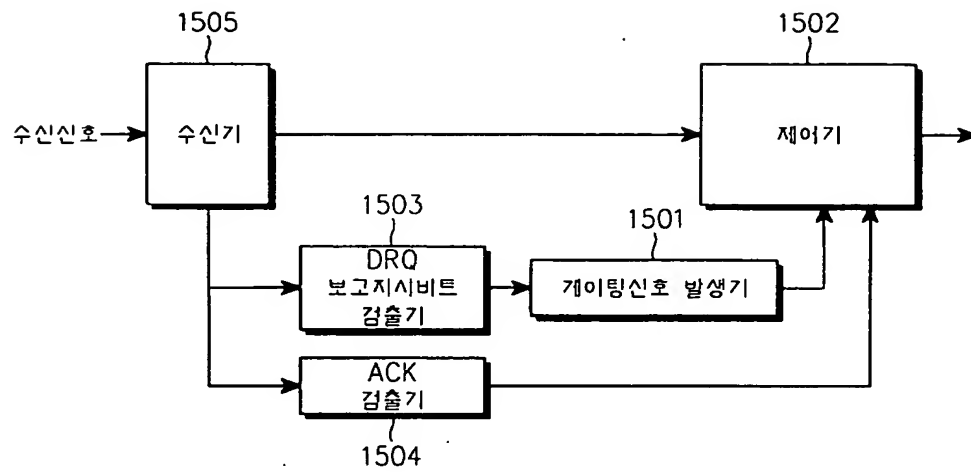 1505
1502
수신신호
수신기
제어기
1503
1501
DRQ
보고지시비트
검출기
게이팅신호 발생기
ACK
검출기
1504